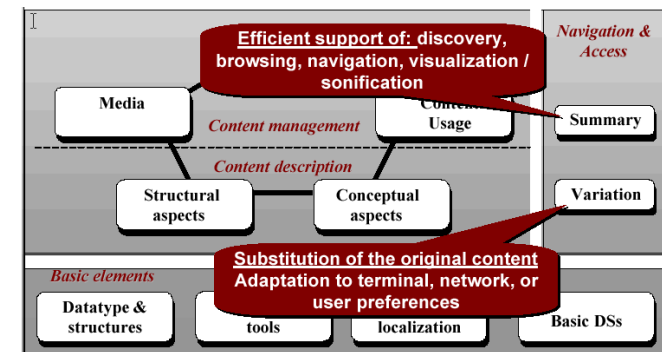 Efficient support of: discovery,
browsing, navigation, visualization /
sonification
Navigation &
Access
Media
Usage
Content management
Summary
Content description
Structural
aspects
Conceptual
aspects
Variation
Substitution of the original content
Adaptation to terminal, network, or
user preferences
Basic elements
Datatype &
structures
tools
localization
Basic DSs